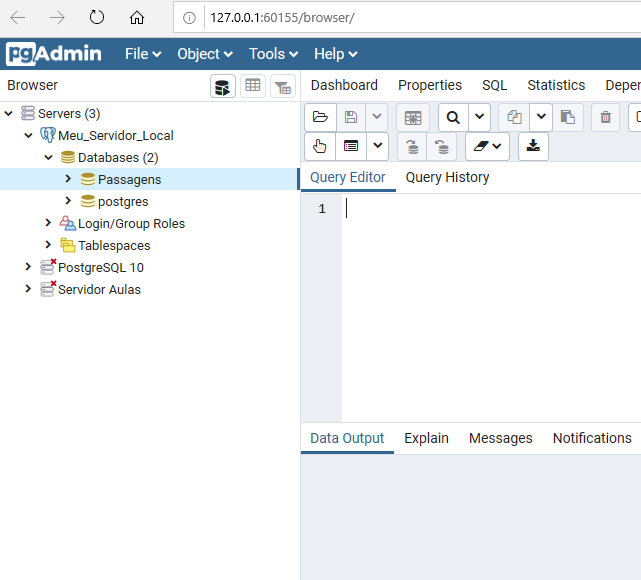 127.0.0.1:60155/browser/
pgAdmin File Object Tools Help
Browser
Dashboard Properties SQL Statistics Deper
Servers (3)
Meu_Servidor_Local
Databases (2)
Passagens
postgres
Login/Group Roles
Tablespaces
PostgreSQL 10
Servidor Aulas
Query Editor Query History
1
Data Output Explain Messages Notifications